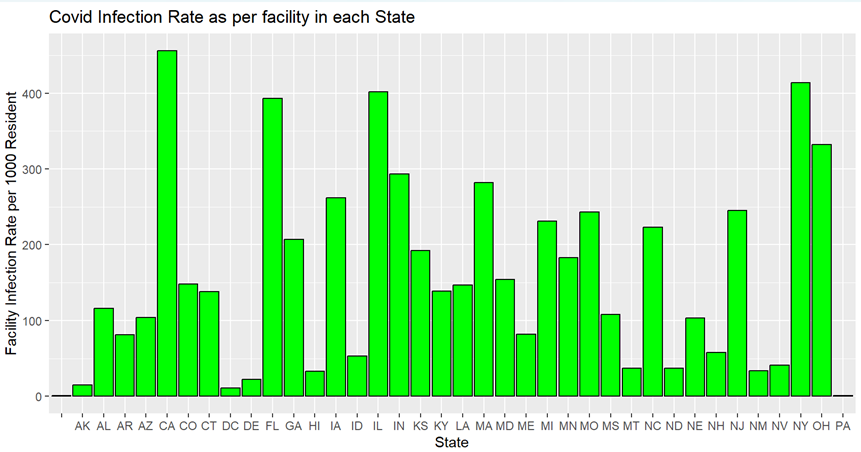 Covid Infection Rate as per facility in each State
Facility Infection Rate per 1000 Resident
400
300
200
100
0
AK AL AR AZ CA CO CT DC DE FL GA HI IA ID IL IN KS KY LA MA MD ME MI MN MO MS MT NC ND NE NH NJ NM NV NY OH PA
State